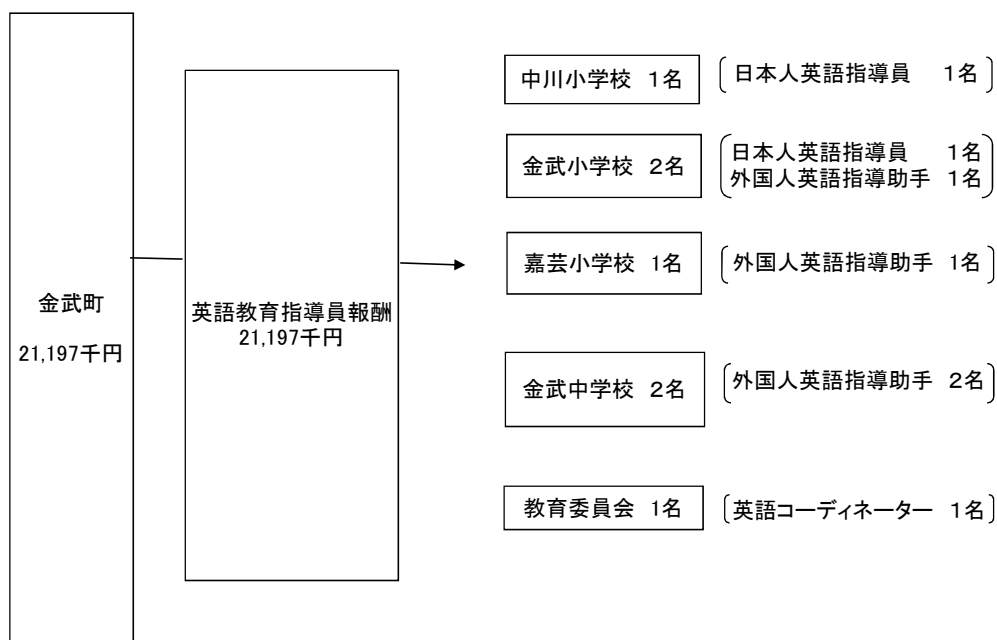 金武町
21,197千円
英語教育指導員報酬
21,197千円
中川小学校 1名
日本人英語指導員 1名
金武小学校 2名
日本人英語指導員 1名
外国人英語指導助手 1名
嘉芸小学校 1名
外国人英語指導助手 1名
金武中学校 2名
外国人英語指導助手 2名
教育委員会 1名
英語コーディネーター 1名